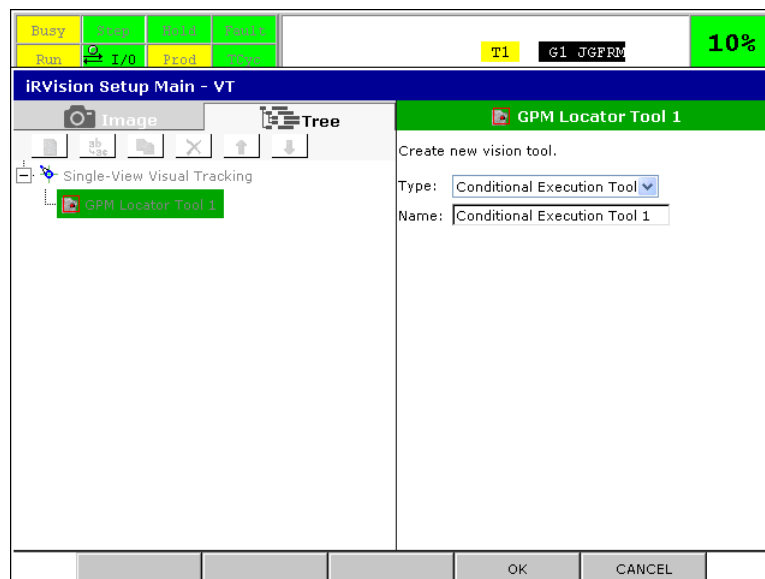 Busy Step Hold Fault
Run I/O Prod TCyc
T1 G1 JGFRM 10%
iRVision Setup Main - VT
Image Tree GPM Locator Tool 1
ab
Create new vision tool.
Single-View Visual Tracking
Type: Conditional Execution Tool
GPM Locator Tool 1
Name: Conditional Execution Tool 1
OK CANCEL